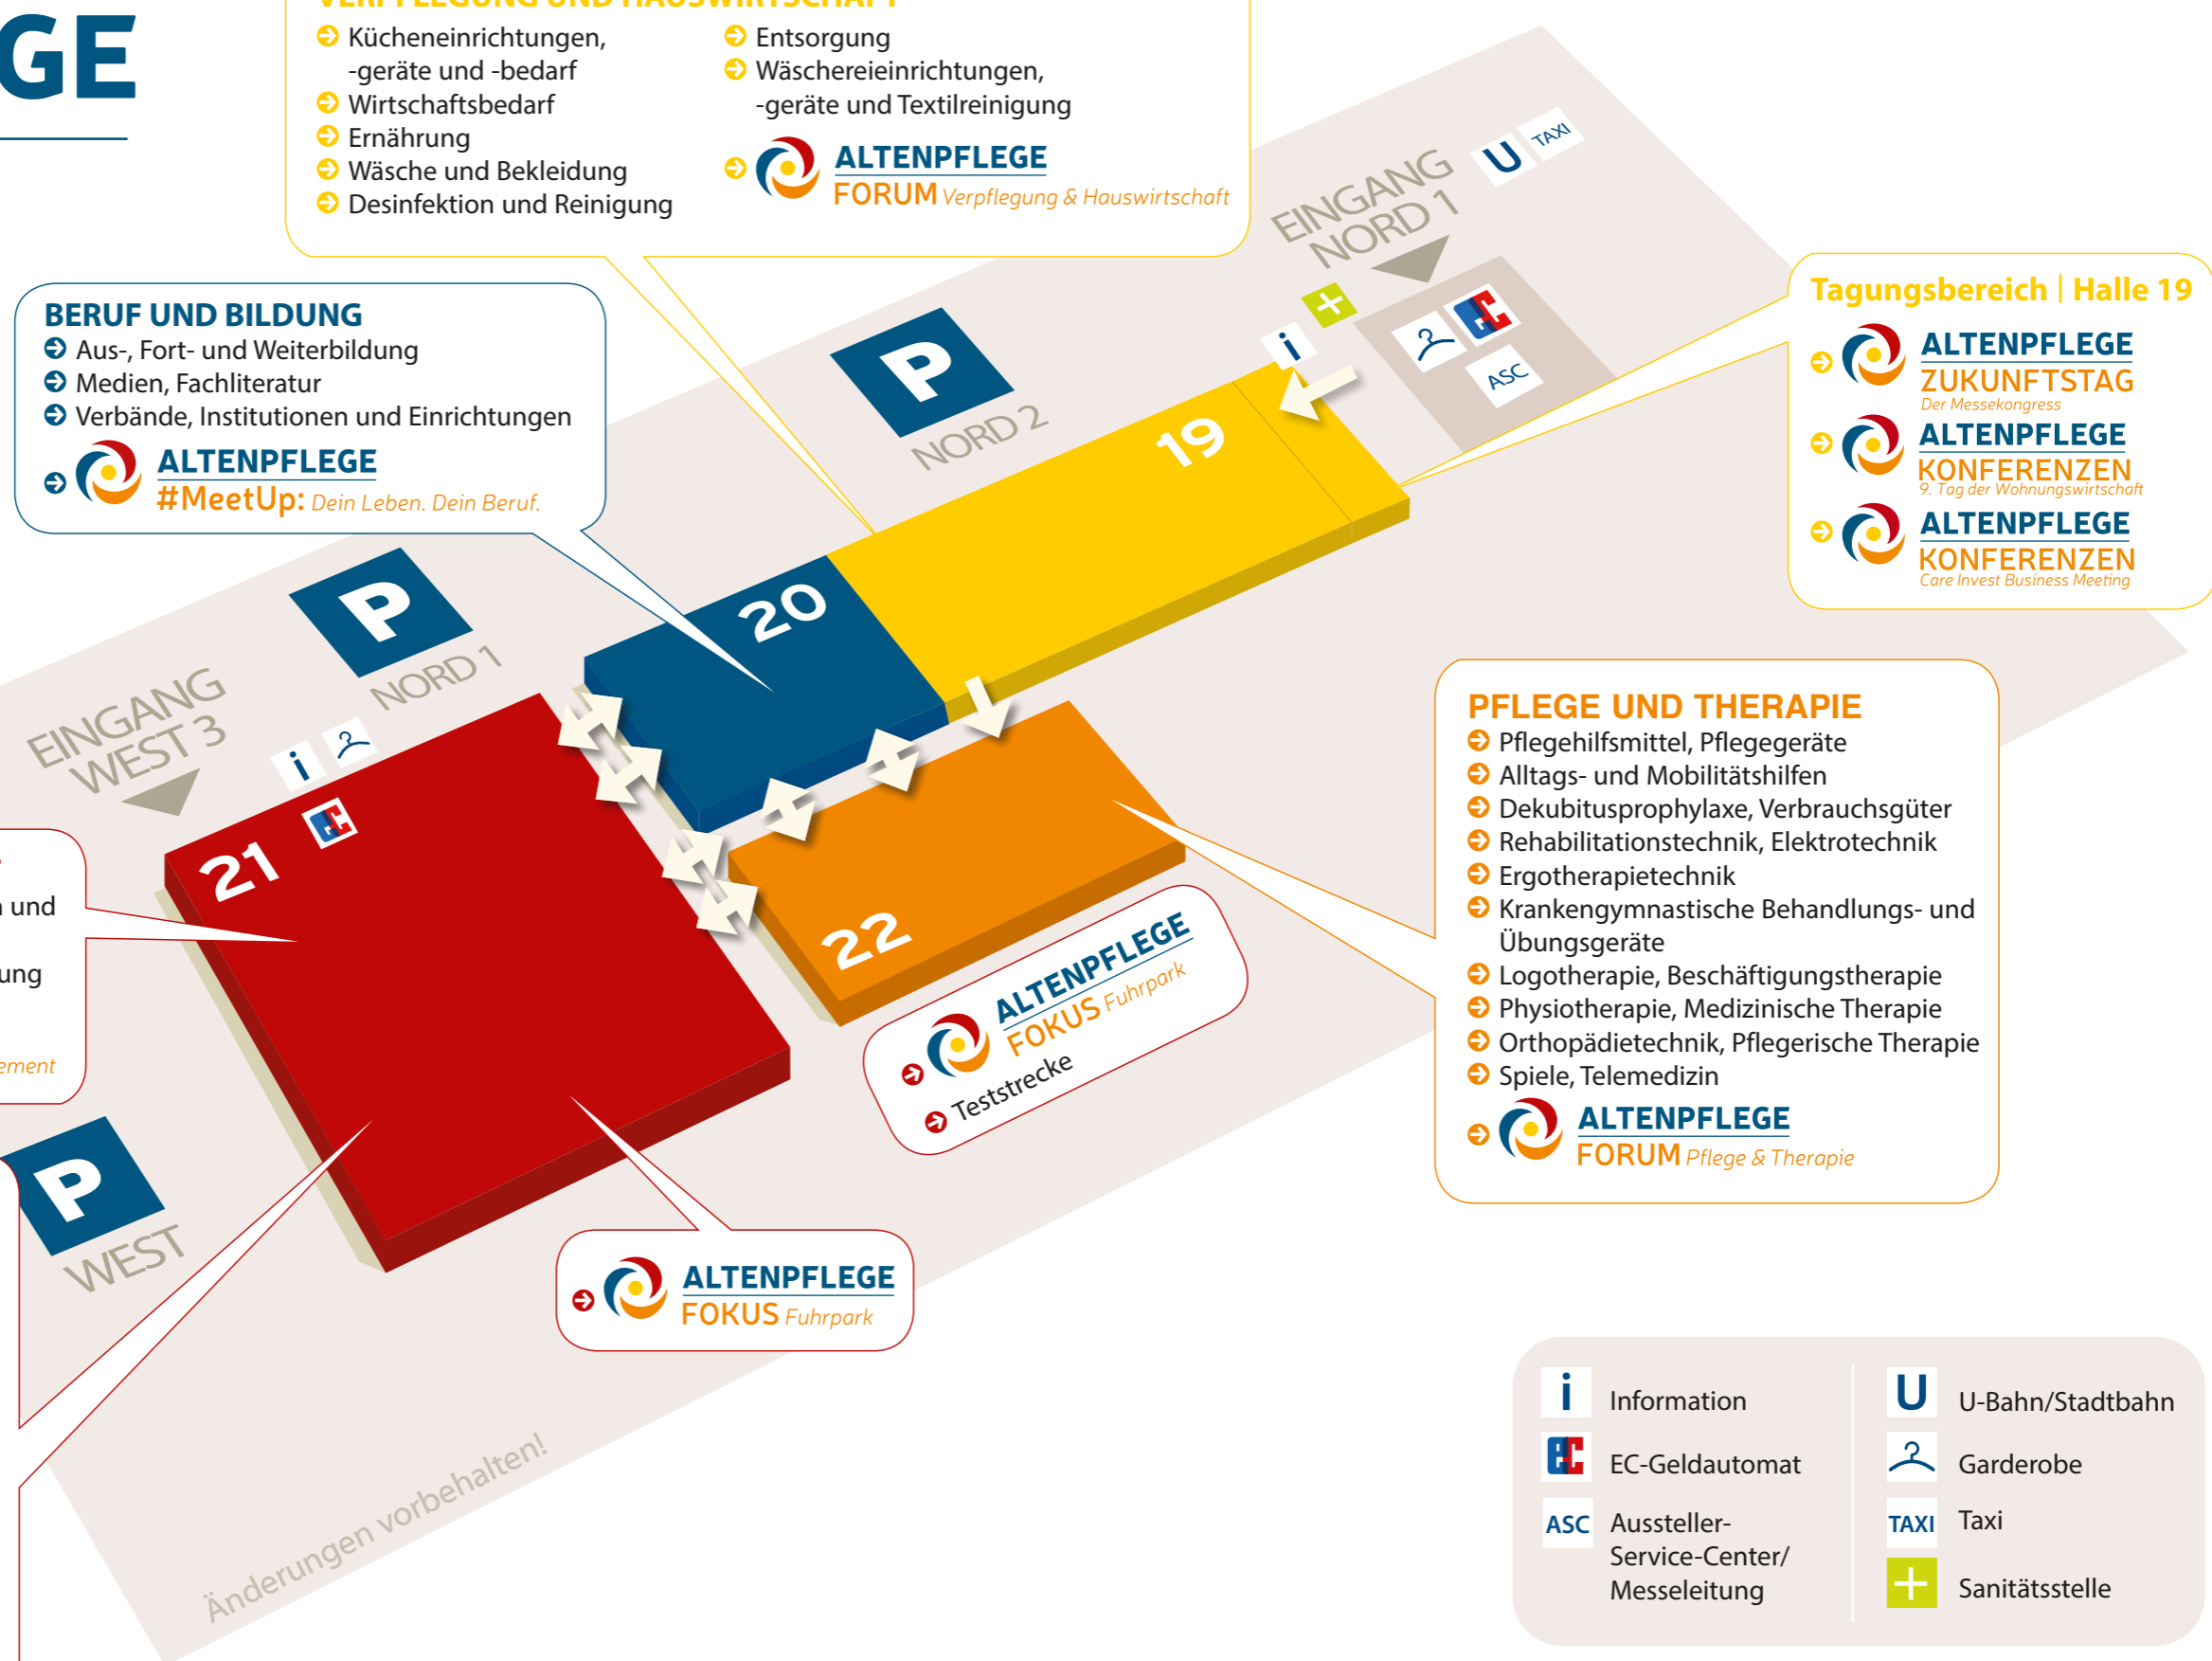 GE
VERPFLEGUNG UND HAUSWIRTSCHAFT
Kücheneinrichtungen,
-geräte und -bedarf
Wirtschaftsbedarf
Ernährung
Wäsche und Bekleidung
Desinfektion und Reinigung
Entsorgung
Wäschereieinrichtungen,
-geräte und Textilreinigung
ALTENPFLEGE
FORUM Verpflegung & Hauswirtschaft
BERUF UND BILDUNG
Aus-, Fort- und Weiterbildung
Medien, Fachliteratur
Verbände, Institutionen und Einrichtungen
ALTENPFLEGE
#MeetUp: Dein Leben. Dein Beruf.
U
TAXI
EINGANG
NORD 1
i
EC
ASC
Tagungsbereich | Halle 19
ALTENPFLEGE
ZUKUNFTSTAG
Der Messekongress
ALTENPFLEGE
KONFERENZEN
9. Tag der Wohnungswirtschaft
ALTENPFLEGE
KONFERENZEN
Care Invest Business Meeting
P
NORD 2
19
20
P
NORD 1
EINGANG
WEST 3
i
EC
21
22
n und
ung
ement
P
WEST
ALTENPFLEGE
FOKUS Fuhrpark
Teststrecke
ALTENPFLEGE
FOKUS Fuhrpark
PFLEGE UND THERAPIE
Pflegehilfsmittel, Pflegegeräte
Alltags- und Mobilitätshilfen
Dekubitusprophylaxe, Verbrauchsgüter
Rehabilitationstechnik, Elektrotechnik
Ergotherapietechnik
Krankengymnastische Behandlungs- und
Übungsgeräte
Logotherapie, Beschäftigungstherapie
Physiotherapie, Medizinische Therapie
Orthopädietechnik, Pflegerische Therapie
Spiele, Telemedizin
ALTENPFLEGE
FORUM Pflege & Therapie
Änderungen vorbehalten!
i Information
EC EC-Geldautomat
ASC Aussteller-
Service-Center/
Messeleitung
U U-Bahn/Stadtbahn
Garderobe
TAXI Taxi
Sanitätsstelle